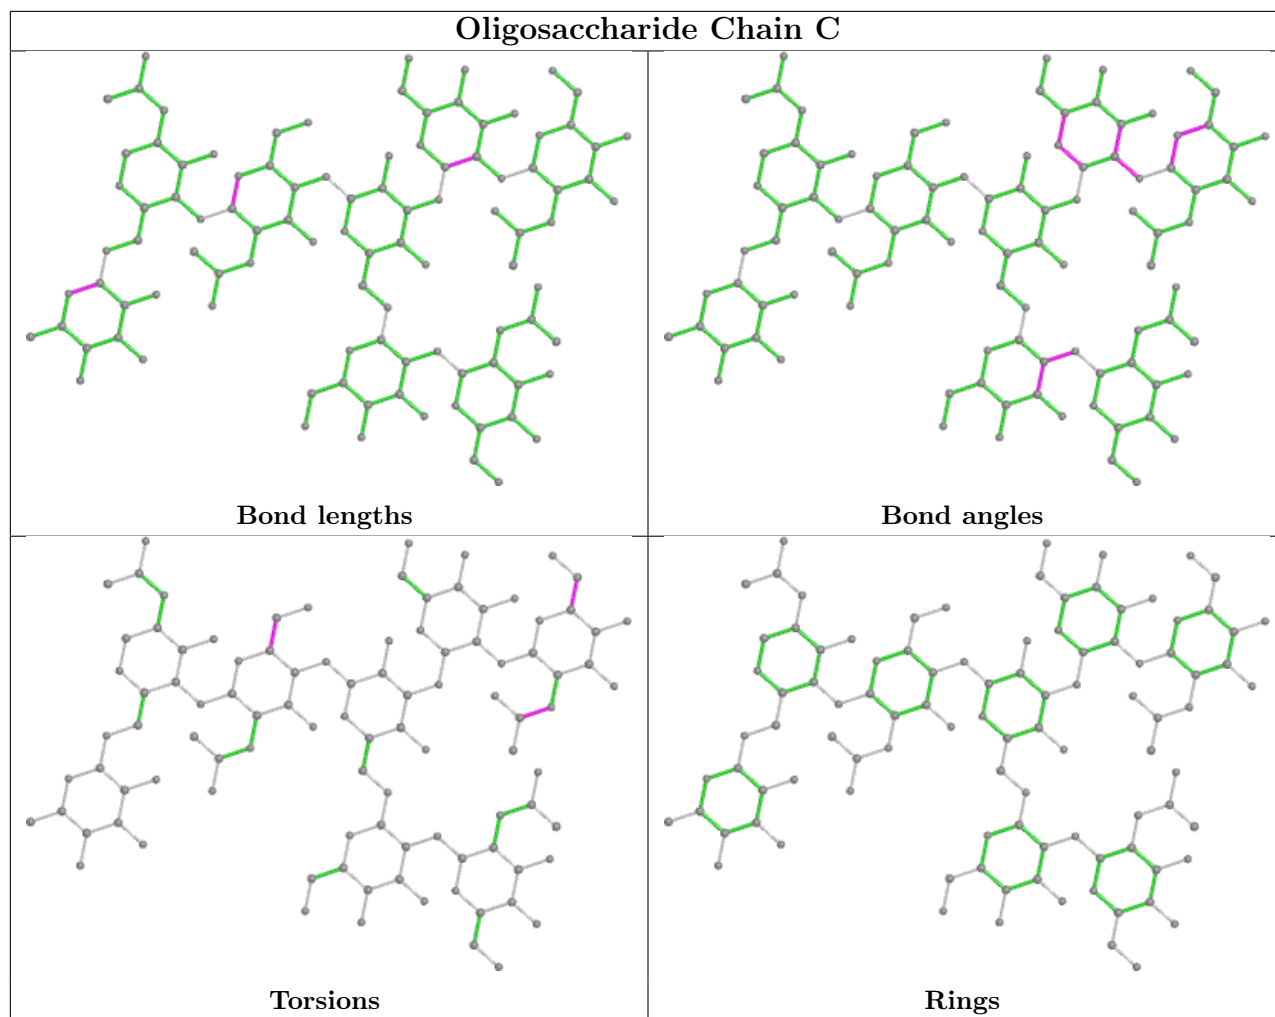 Oligosaccharide Chain C
Bond lengths
Bond angles
Torsions
Rings